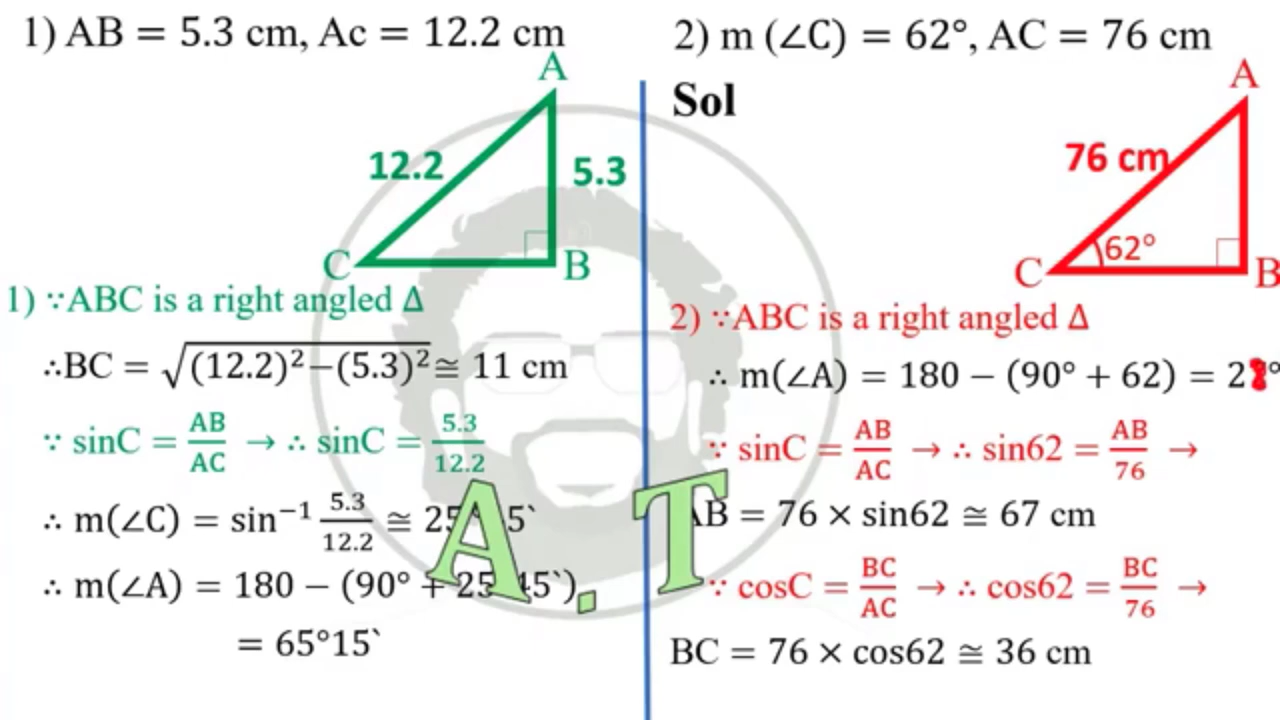 1) AB = 5.3 cm, Ac = 12.2 cm
A
12.2
5.3
C
B
1) ∵ABC is a right angled Δ
∴BC = √(12.2)²−(5.3)² ≅ 11 cm
∵ sinC = AB/AC → ∴ sinC = 5.3/12.2
∴ m(∠C) = sin⁻¹ 5.3/12.2 ≅
∴ m(∠A) = 180 − (90° +
= 65°15`
2) m (∠C) = 62°, AC = 76 cm
Sol
A
76 cm
62°
C
B
2) ∵ABC is a right angled Δ
∴ m(∠A) = 180 − (90° + 62) =
∵ sinC = AB/AC → ∴ sin62 = AB/76 →
AB = 76 × sin62 ≅ 67 cm
∵ cosC = BC/AC → ∴ cos62 = BC/76 →
BC = 76 × cos62 ≅ 36 cm
A. T